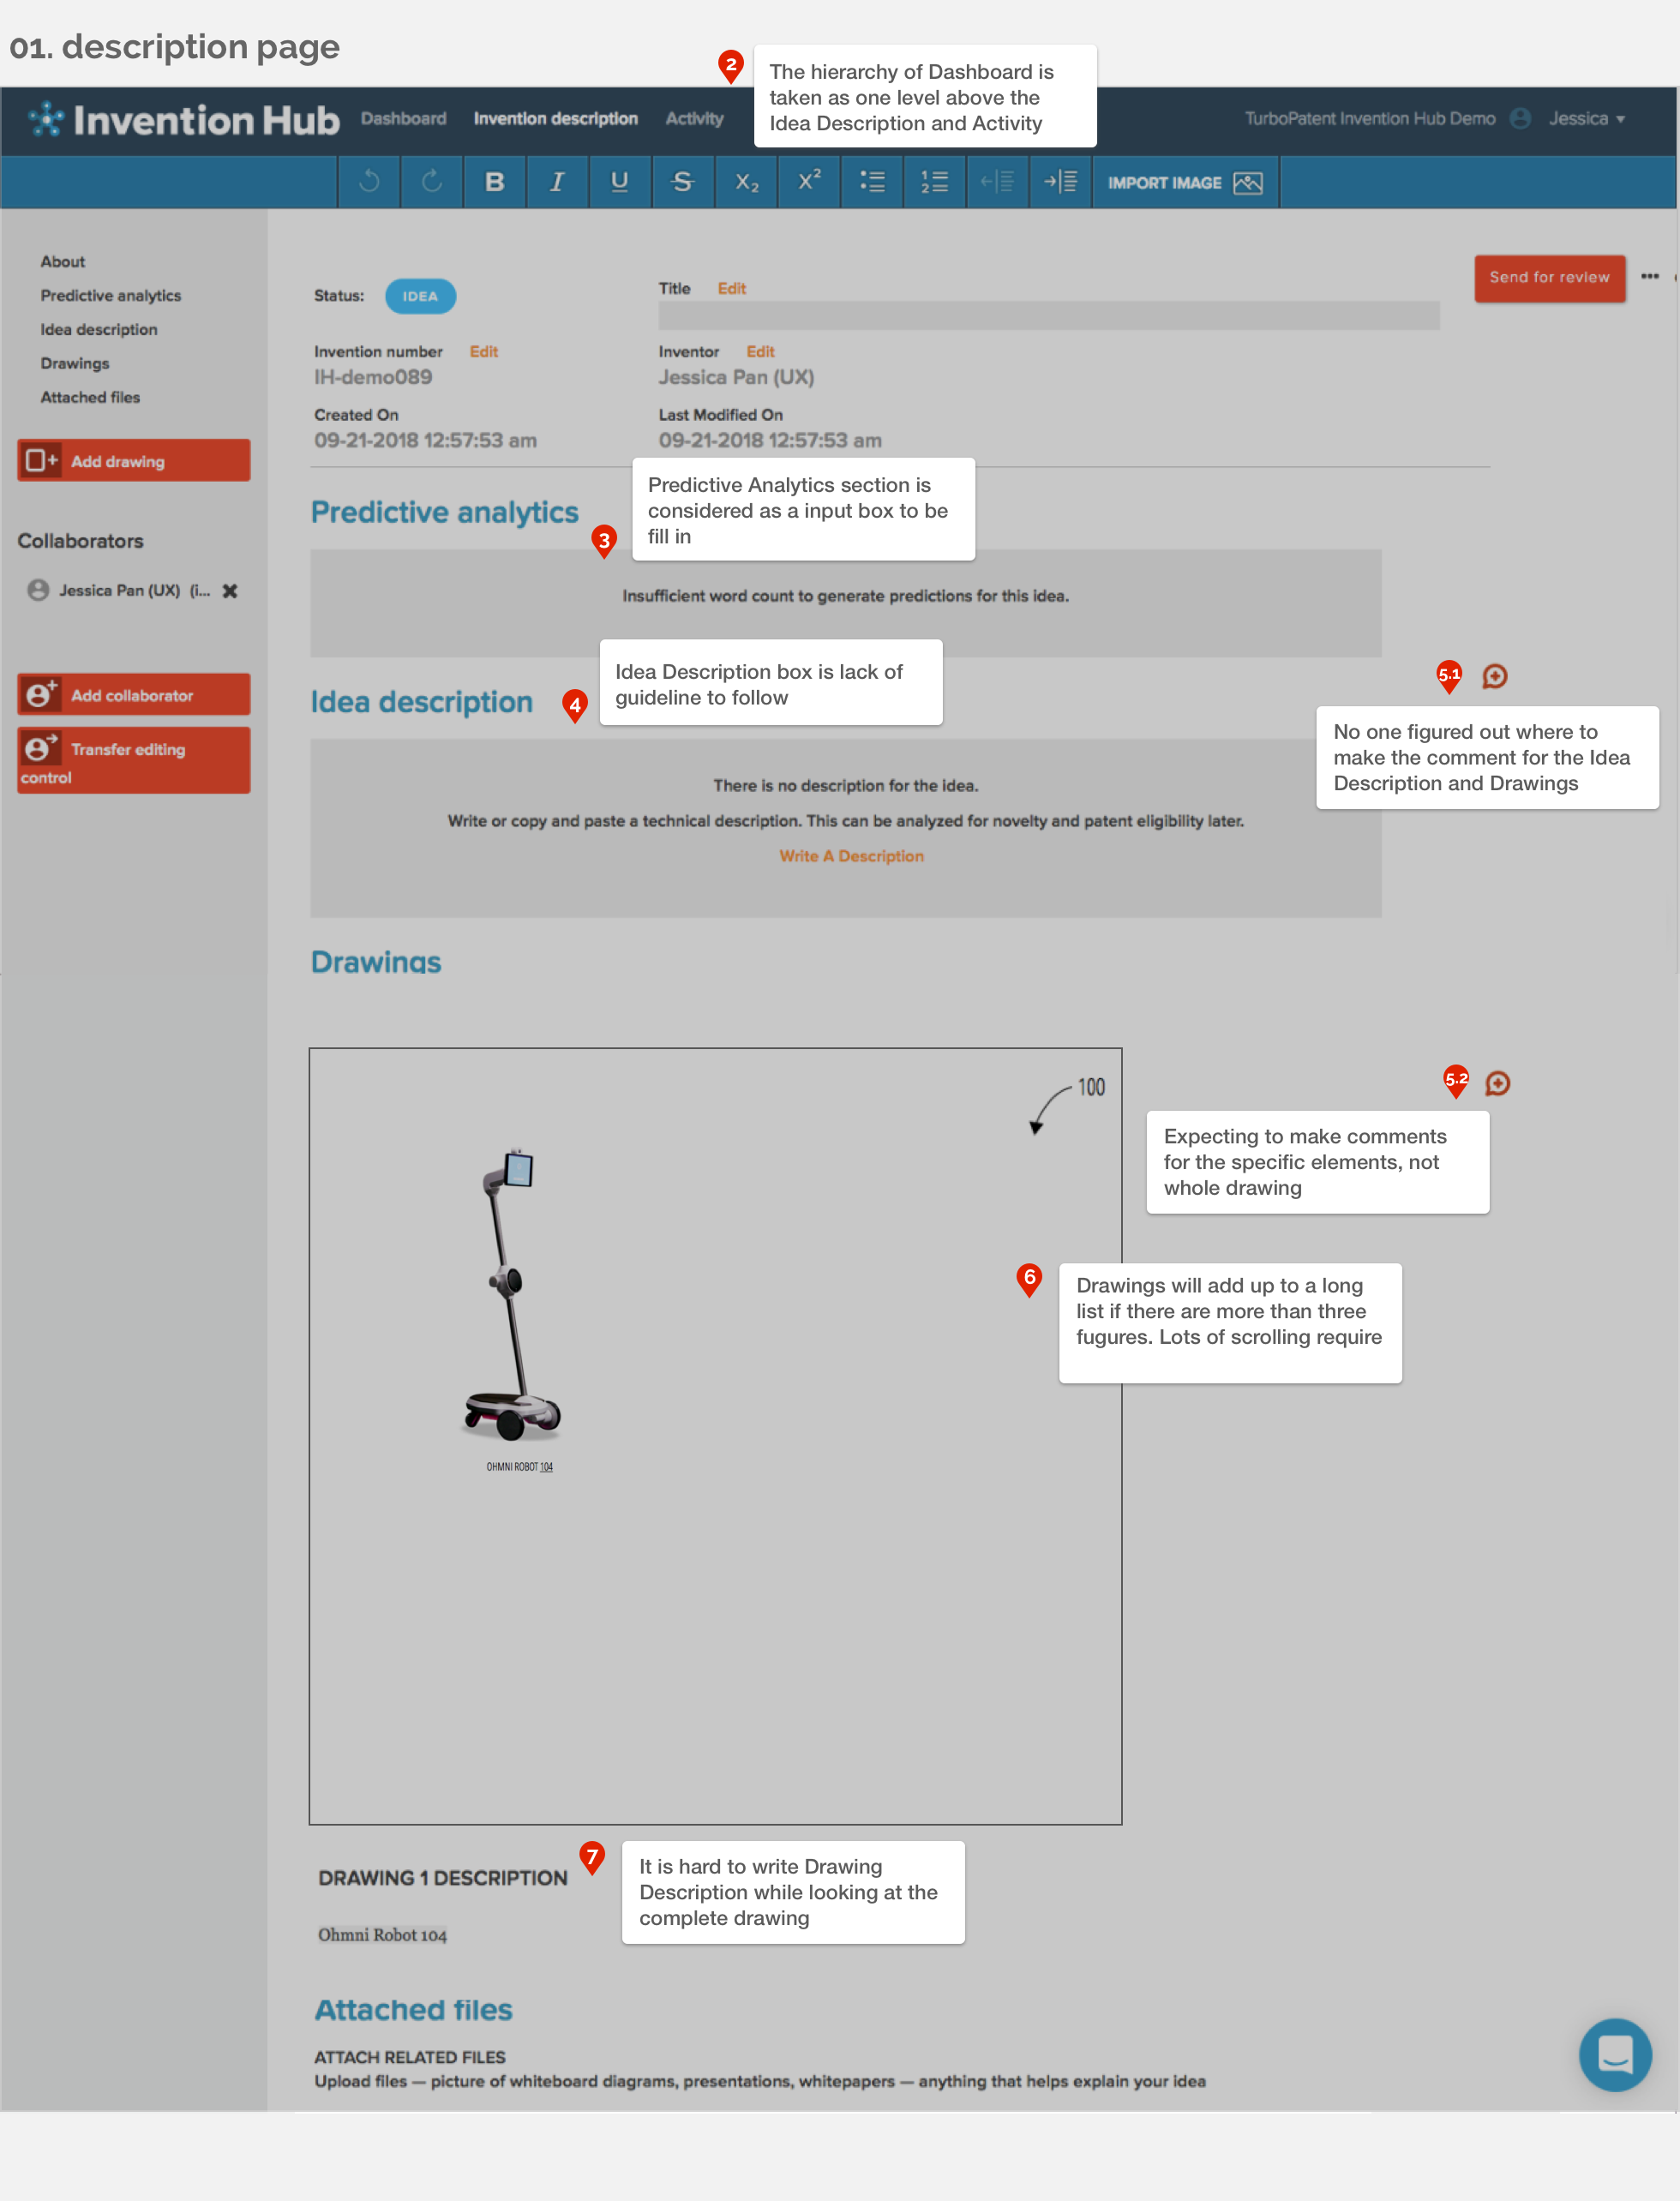 01. description page
2
The hierarchy of Dashboard is
taken as one level above the
Idea Description and Activity
Invention Hub
Dashboard
Invention description
Activity
TurboPatent Invention Hub Demo
Jessica
B
I
U
S
X₂
X²
IMPORT IMAGE
About
Predictive analytics
Idea description
Drawings
Attached files
Add drawing
Collaborators
Jessica Pan (UX) (i...
Add collaborator
Transfer editing
control
Status:
IDEA
Title Edit
Send for review
Invention number Edit
IH-demo089
Inventor Edit
Jessica Pan (UX)
Created On
09-21-2018 12:57:53 am
Last Modified On
09-21-2018 12:57:53 am
Predictive analytics
3
Predictive Analytics section is
considered as a input box to be
fill in
Insufficient word count to generate predictions for this idea.
Idea description
4
Idea Description box is lack of
guideline to follow
5.1
No one figured out where to
make the comment for the Idea
Description and Drawings
There is no description for the idea.
Write or copy and paste a technical description. This can be analyzed for novelty and patent eligibility later.
Write A Description
Drawings
100
5.2
Expecting to make comments
for the specific elements, not
whole drawing
6
Drawings will add up to a long
list if there are more than three
fugures. Lots of scrolling require
OHMNI ROBOT 104
7
It is hard to write Drawing
Description while looking at the
complete drawing
DRAWING 1 DESCRIPTION
Ohmni Robot 104
Attached files
ATTACH RELATED FILES
Upload files — picture of whiteboard diagrams, presentations, whitepapers — anything that helps explain your idea